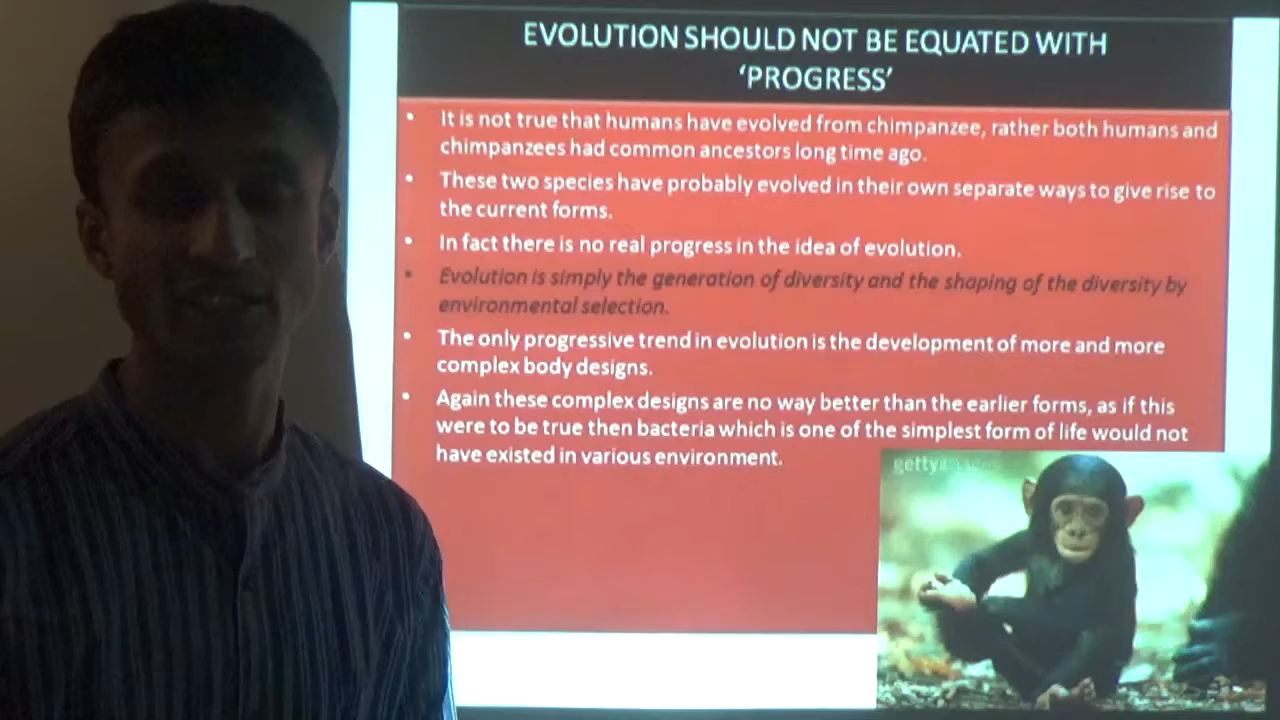 EVOLUTION SHOULD NOT BE EQUATED WITH
‘PROGRESS’
• It is not true that humans have evolved from chimpanzee, rather both humans and
chimpanzees had common ancestors long time ago.
• These two species have probably evolved in their own separate ways to give rise to
the current forms.
• In fact there is no real progress in the idea of evolution.
• Evolution is simply the generation of diversity and the shaping of the diversity by
environmental selection.
• The only progressive trend in evolution is the development of more and more
complex body designs.
• Again these complex designs are no way better than the earlier forms, as if this
were to be true then bacteria which is one of the simplest form of life would not
have existed in various environment.